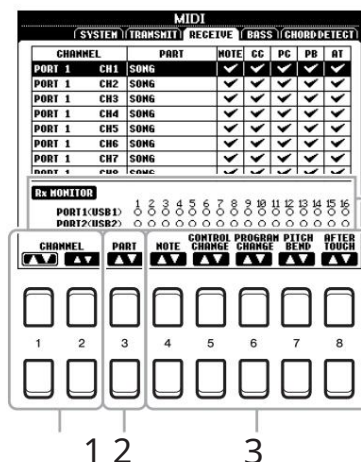 MIDI
SYSTEM TRANSMIT RECEIVE BASS CHORD DETECT
CHANNEL PART NOTE CC PC PB AT
PORT 1 CH1 SONG
PORT 1 CH2 SONG
PORT 1 CH3 SONG
PORT 1 CH4 SONG
PORT 1 CH5 SONG
PORT 1 CH6 SONG
PORT 1 CH7 SONG
PORT 1 CH8 SONG
Rx MONITOR
1 2 3 4 5 6 7 8 9 10 11 12 13 14 15 16
PORT1(USB1)
PORT2(USB2)
CHANNEL PART NOTE CONTROL CHANGE PROGRAM CHANGE PITCH BEND AFTER TOUCH
1 2 3 4 5 6 7 8
1 2 3